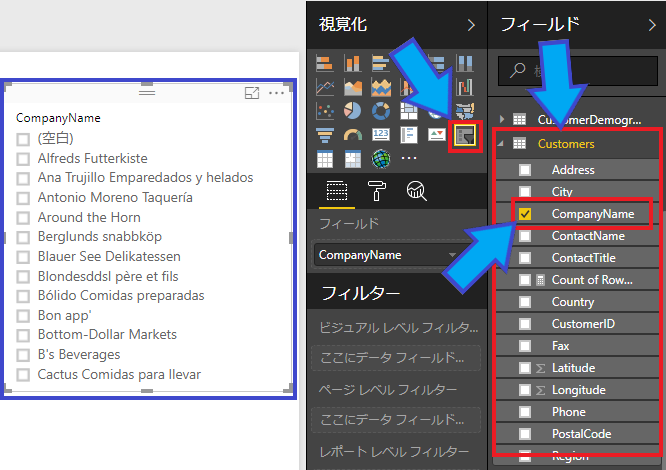 CompanyName
(空白)
Alfreds Futterkiste
Ana Trujillo Emparedados y helados
Antonio Moreno Taquería
Around the Horn
Berglunds snabbköp
Blauer See Delikatessen
Blondesddsl père et fils
Bólido Comidas preparadas
Bon app'
Bottom-Dollar Markets
B's Beverages
Cactus Comidas para llevar
視覚化
123
フィールド
CompanyName
フィルター
ビジュアル レベル フィルタ...
ここにデータ フィールド...
ページ レベル フィルター
ここにデータ フィールド...
レポート レベル フィルター
フィールド
CustomerDemogr...
Customers
Address
City
CompanyName
ContactName
ContactTitle
Count of Row...
Country
CustomerID
Fax
Latitude
Longitude
Phone
PostalCode
Region